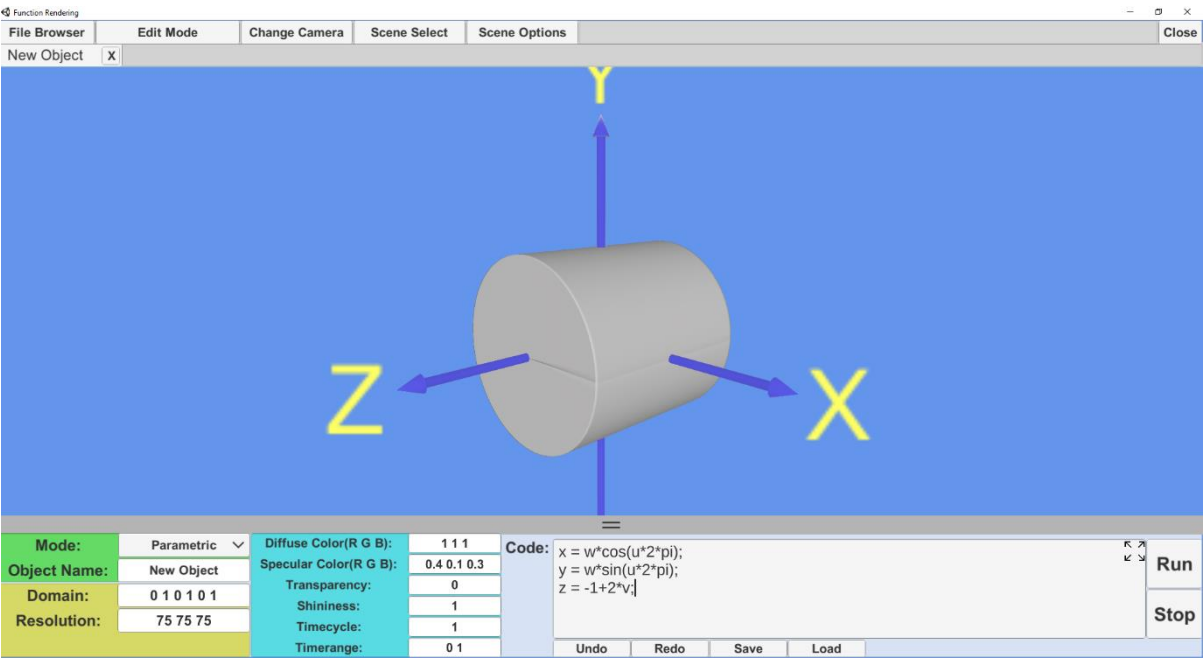 Function Rendering
File Browser Edit Mode Change Camera Scene Select Scene Options Close
New Object X
Y
Z
X
Mode: Parametric
Object Name: New Object
Domain: 0 1 0 1 0 1
Resolution: 75 75 75
Diffuse Color(R G B): 1 1 1
Specular Color(R G B): 0.4 0.1 0.3
Transparency: 0
Shininess: 1
Timecycle: 1
Timerange: 0 1
Code:
x = w*cos(u*2*pi);
y = w*sin(u*2*pi);
z = -1+2*v;
Undo Redo Save Load
Run
Stop